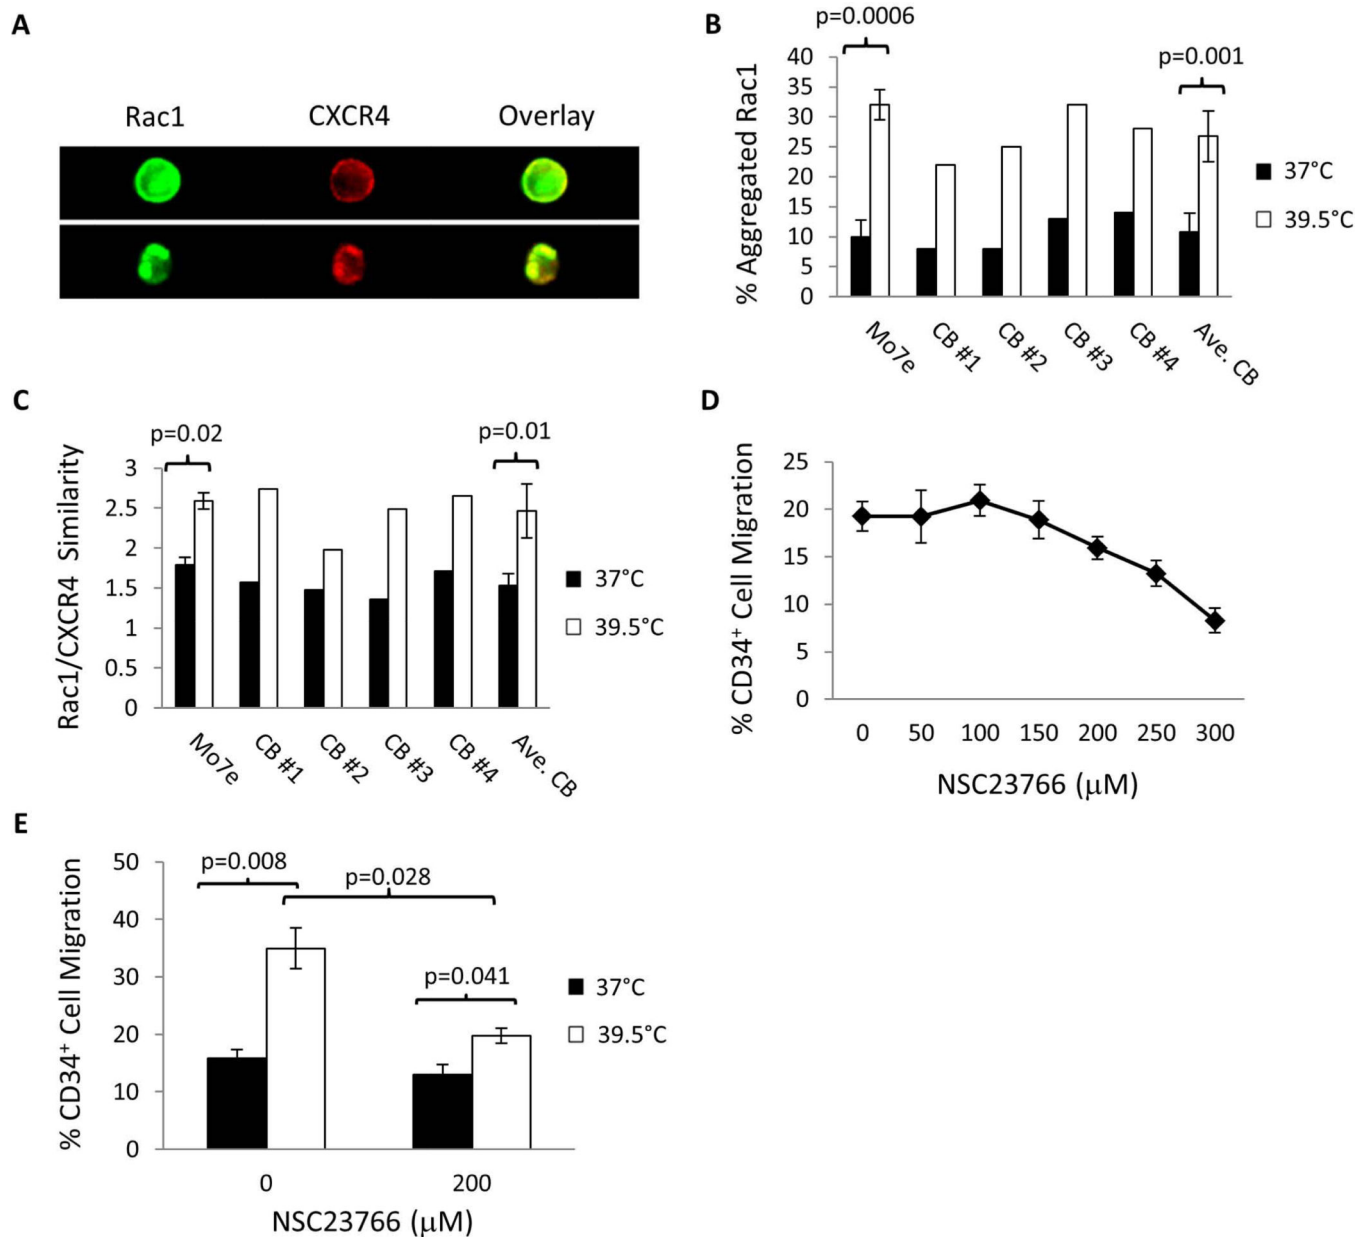 A
Rac1 CXCR4 Overlay
B
p=0.0006
p=0.001
% Aggregated Rac1
40
35
30
25
20
15
10
5
0
Mo7e
CB #1
CB #2
CB #3
CB #4
Ave. CB
37°C
39.5°C
C
p=0.02
p=0.01
Rac1/CXCR4 Similarity
3
2.5
2
1.5
1
0.5
0
Mo7e
CB #1
CB #2
CB #3
CB #4
Ave. CB
37°C
39.5°C
D
% CD34⁺ Cell Migration
25
20
15
10
5
0
0 50 100 150 200 250 300
NSC23766 (μM)
E
% CD34⁺ Cell Migration
50
40
30
20
10
0
p=0.008
p=0.028
p=0.041
37°C
39.5°C
0 200
NSC23766 (μM)